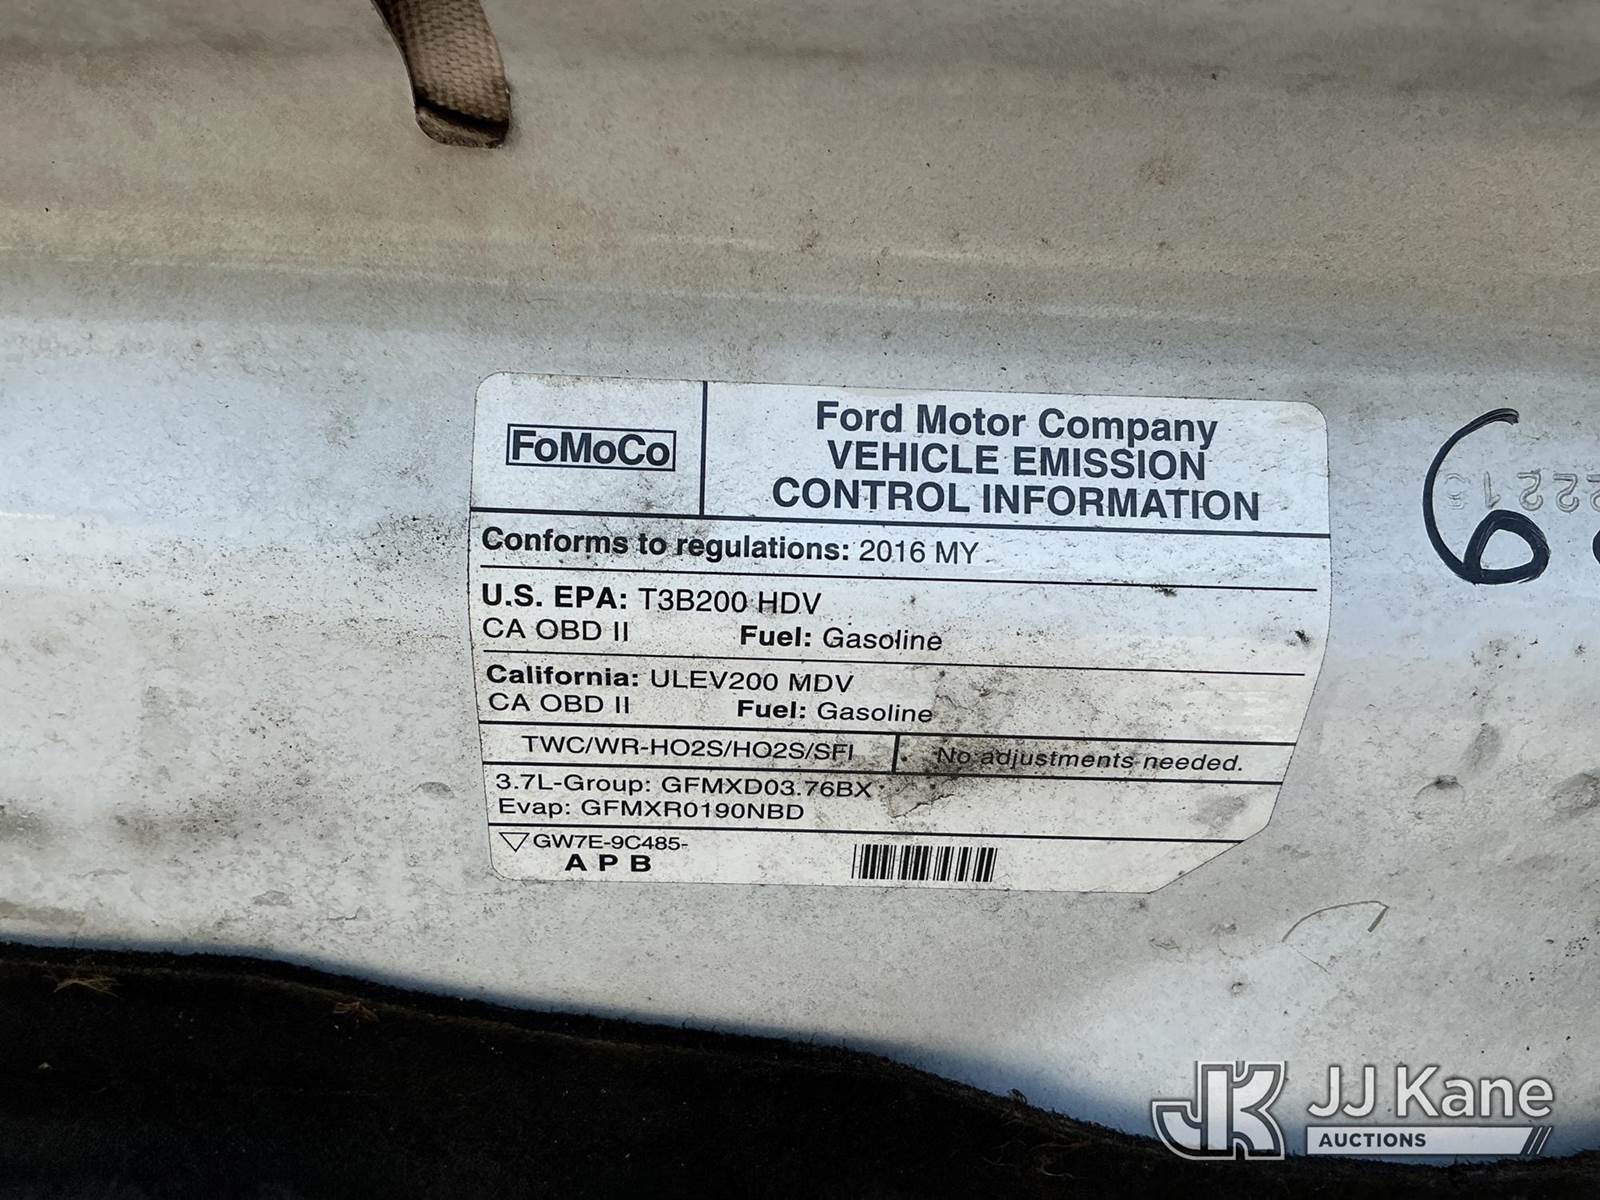 FoMoCo
Ford Motor Company
VEHICLE EMISSION
CONTROL INFORMATION
Conforms to regulations: 2016 MY
U.S. EPA: T3B200 HDV
CA OBD II Fuel: Gasoline
California: ULEV200 MDV
CA OBD II Fuel: Gasoline
TWC/WR-HO2S/HO2S/SFI No adjustments needed.
3.7L-Group: GFMXD03.76BX
Evap: GFMXR0190NBD
GW7E-9C485-
A P B
6
JJ Kane
AUCTIONS